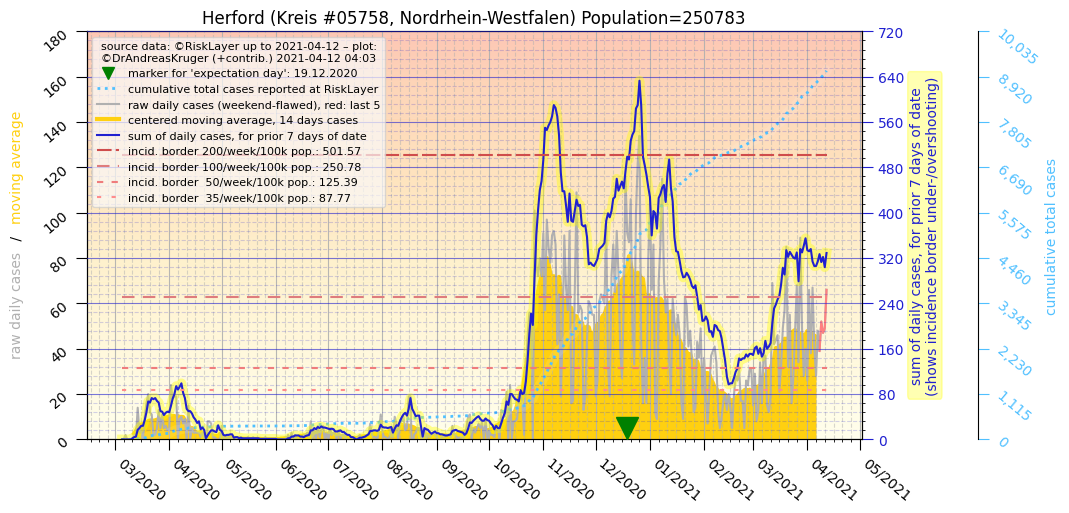 Herford (Kreis #05758, Nordrhein-Westfalen) Population=250783
source data: ©RiskLayer up to 2021-04-12 – plot:
©DrAndreasKruger (+contrib.) 2021-04-12 04:03
marker for 'expectation day': 19.12.2020
cumulative total cases reported at RiskLayer
raw daily cases (weekend-flawed), red: last 5
centered moving average, 14 days cases
sum of daily cases, for prior 7 days of date
incid. border 200/week/100k pop.: 501.57
incid. border 100/week/100k pop.: 250.78
incid. border  50/week/100k pop.: 125.39
incid. border  35/week/100k pop.: 87.77
raw daily cases  /  moving average
180
160
140
120
100
80
60
40
20
0
03/2020
04/2020
05/2020
06/2020
07/2020
08/2020
09/2020
10/2020
11/2020
12/2020
01/2021
02/2021
03/2021
04/2021
05/2021
720
640
560
480
400
320
240
160
80
0
sum of daily cases, for prior 7 days of date
(shows incidence border under-/overshooting)
10,035
8,920
7,805
6,690
5,575
4,460
3,345
2,230
1,115
0
cumulative total cases